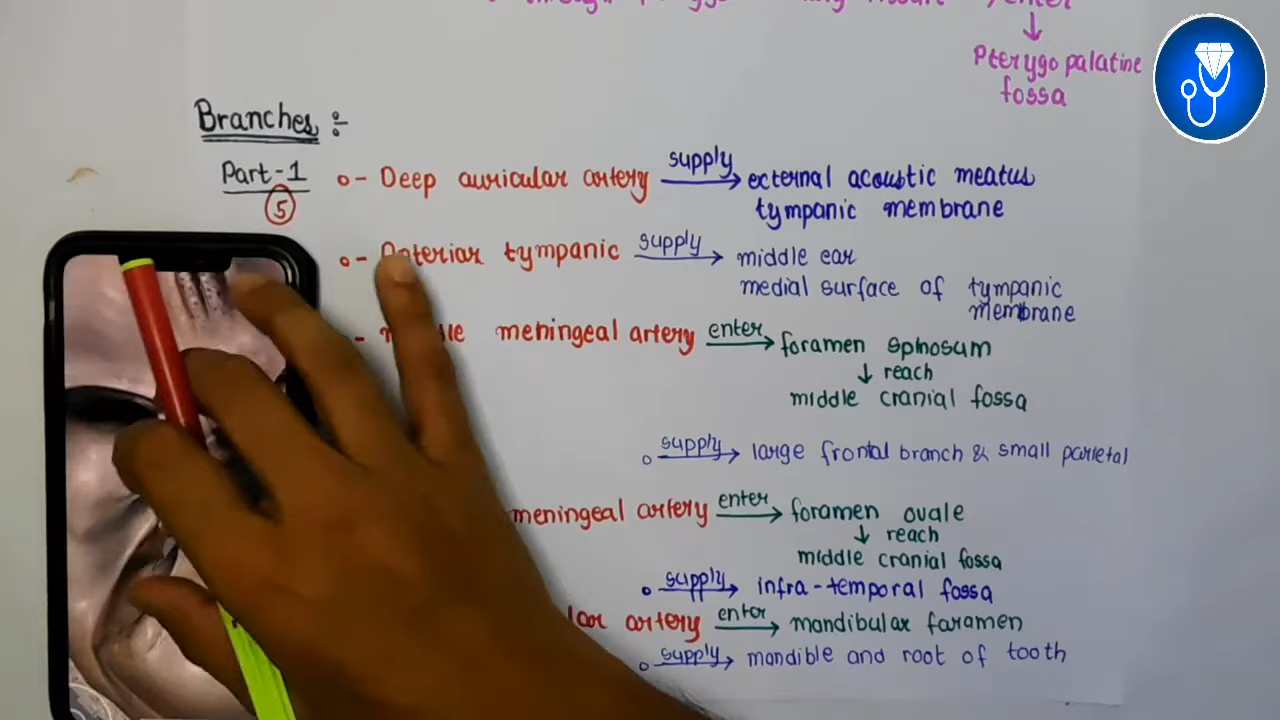 Pterygo palatine
fossa
Branches :-
Part-1
5
Deep auricular artery supply external acoustic meatus
tympanic membrane
Anterior tympanic supply middle ear
medial surface of tympanic
membrane
meningeal artery enter foramen sphosum
reach
middle cranial fossa
supply large frontal branch & small parietal
meningeal artery enter foramen ovale
reach
middle cranial fossa
supply infra-temporal fossa
artery enter mandibular faramen
supply mandible and root of tooth